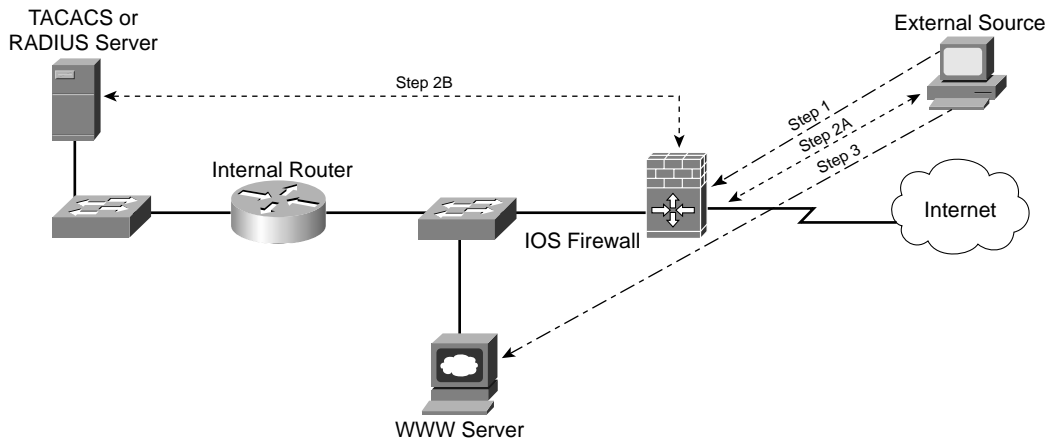 TACACS or
RADIUS Server
External Source
Step 2B
Step 1
Step 2A
Step 3
Internal Router
Internet
IOS Firewall
WWW Server